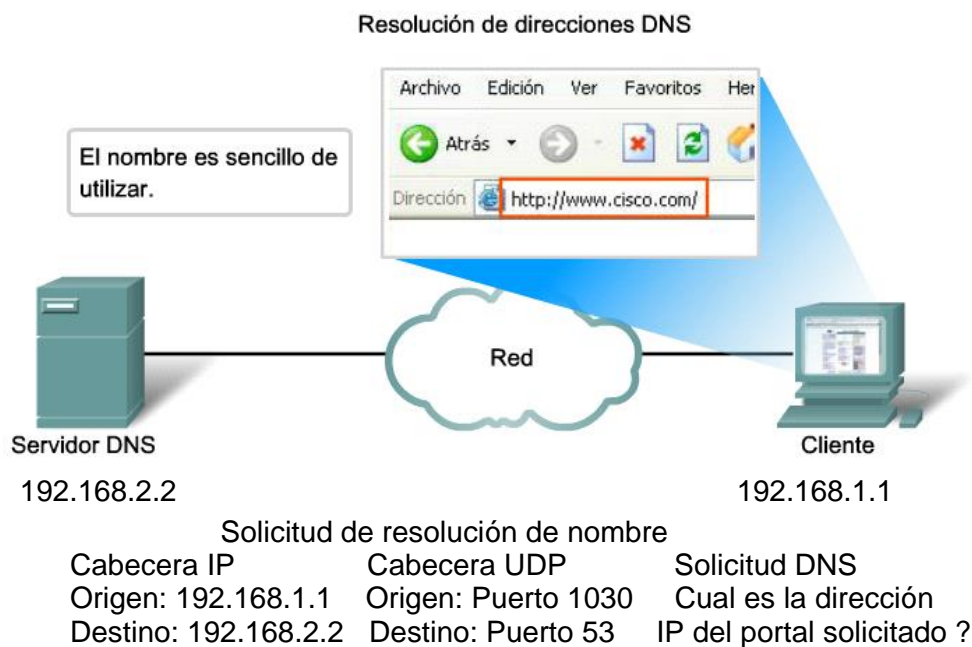 Resolución de direcciones DNS
Archivo Edición Ver Favoritos Her
Atrás
El nombre es sencillo de
utilizar.
Dirección http://www.cisco.com/
Red
Servidor DNS
Cliente
192.168.2.2
192.168.1.1
Solicitud de resolución de nombre
Cabecera IP Cabecera UDP Solicitud DNS
Origen: 192.168.1.1 Origen: Puerto 1030 Cual es la dirección
Destino: 192.168.2.2 Destino: Puerto 53 IP del portal solicitado ?